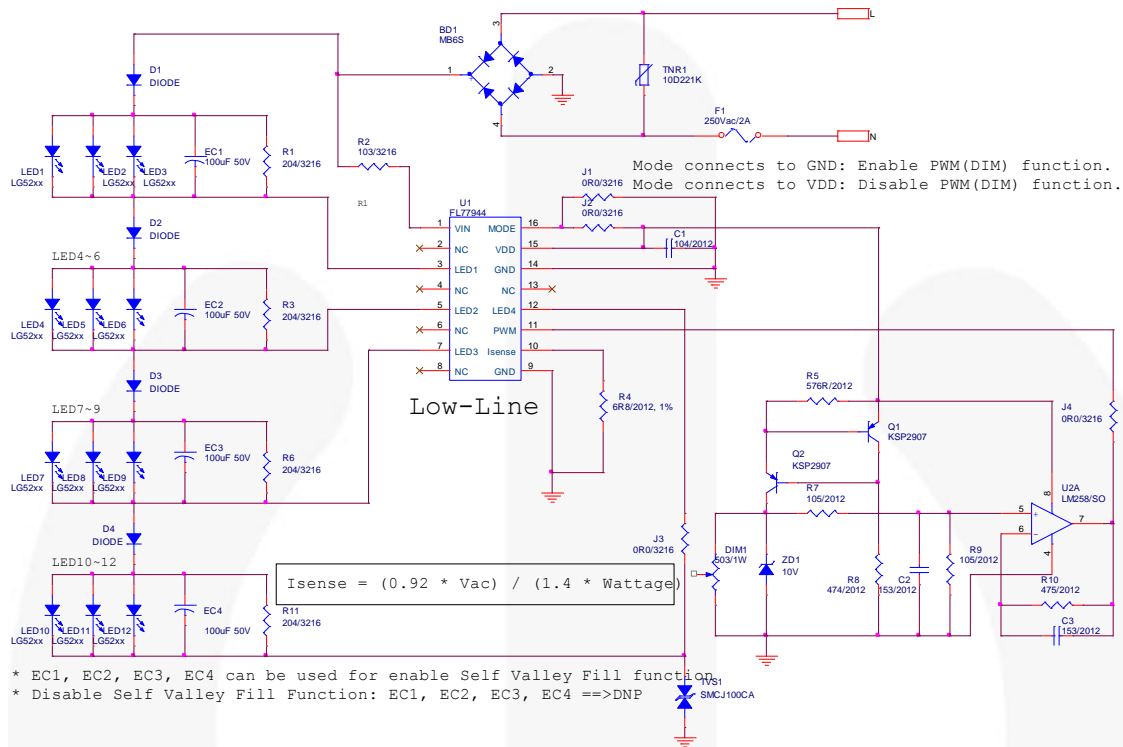 L
BD1
MB6S
3
1
2
4
TNR1
10D221K
F1
250Vac/2A
N
D1
DIODE
Mode connects to GND: Enable PWM(DIM) function.
Mode connects to VDD: Disable PWM(DIM) function.
LED1
LG52xx
LED2
LG52xx
LED3
LG52xx
EC1
100uF 50V
R1
204/3216
R2
103/3216
R1
J1
0R0/3216
J2
0R0/3216
C1
104/2012
U1
FL77944
1 VIN MODE 16
2 NC VDD 15
3 LED1 GND 14
4 NC NC 13
5 LED2 LED4 12
6 NC PWM 11
7 LED3 Isense 10
8 NC GND 9
Low-Line
D2
DIODE
LED4~6
LED4
LG52xx
LED5
LG52xx
LED6
LG52xx
EC2
100uF 50V
R3
204/3216
R4
6R8/2012, 1%
D3
DIODE
LED7~9
LED7
LG52xx
LED8
LG52xx
LED9
LG52xx
EC3
100uF 50V
R6
204/3216
R5
576R/2012
Q1
KSP2907
Q2
KSP2907
J4
0R0/3216
U2A
LM258/SO
8
5
+
6
-
7
4
R7
105/2012
D4
DIODE
LED10~12
LED10
LG52xx
LED11
LG52xx
LED12
LG52xx
EC4
100uF 50V
R11
204/3216
Isense = (0.92 * Vac) / (1.4 * Wattage)
J3
0R0/3216
DIM1
503/1W
ZD1
10V
R8
474/2012
C2
153/2012
R9
105/2012
R10
475/2012
C3
153/2012
* EC1, EC2, EC3, EC4 can be used for enable Self Valley Fill function
* Disable Self Valley Fill Function: EC1, EC2, EC3, EC4 ==>DNP
TVS1
SMCJ100CA